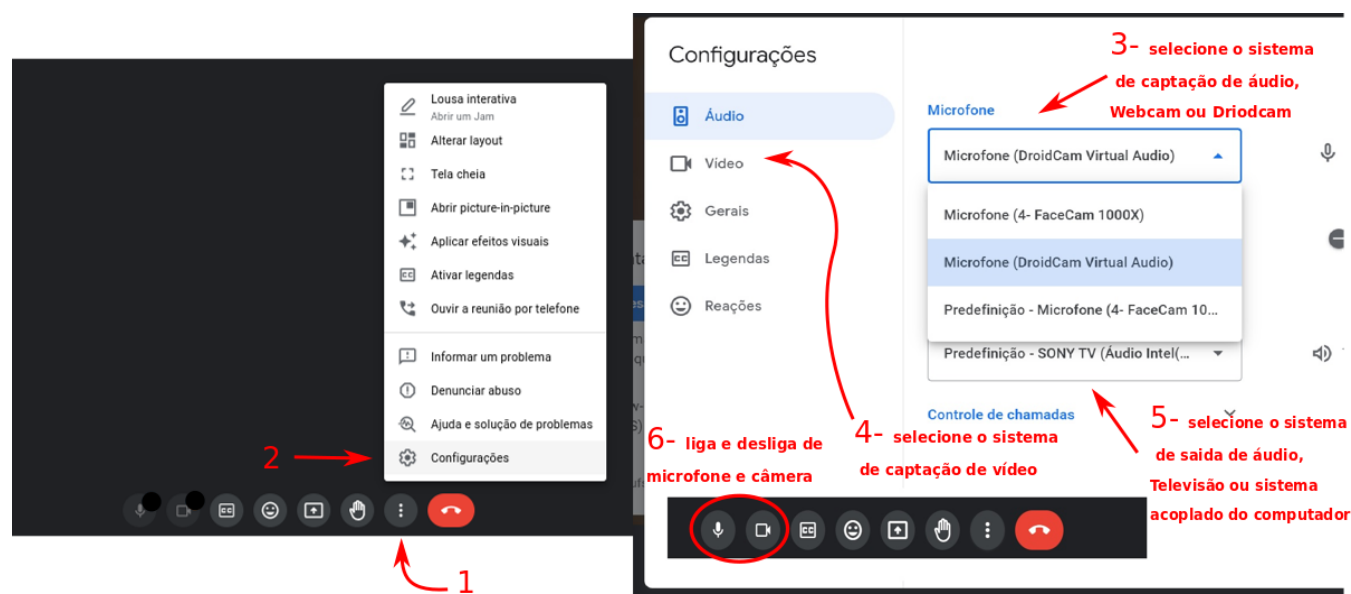 Lousa interativa
Abrir um Jam
Alterar layout
Tela cheia
Abrir picture-in-picture
Aplicar efeitos visuais
Ativar legendas
Ouvir a reunião por telefone
Informar um problema
Denunciar abuso
Ajuda e solução de problemas
2
Configurações
1
Configurações
Áudio
Vídeo
Gerais
Legendas
Reações
3- selecione o sistema
de captação de áudio,
Webcam ou Driodcam
Microfone
Microfone (DroidCam Virtual Audio)
Microfone (4- FaceCam 1000X)
Microfone (DroidCam Virtual Audio)
Predefinição - Microfone (4- FaceCam 10...
Predefinição - SONY TV (Áudio Intel(...
Controle de chamadas
6- liga e desliga de
microfone e câmera
4- selecione o sistema
de captação de vídeo
5- selecione o sistema
de saida de áudio,
Televisão ou sistema
acoplado do computador